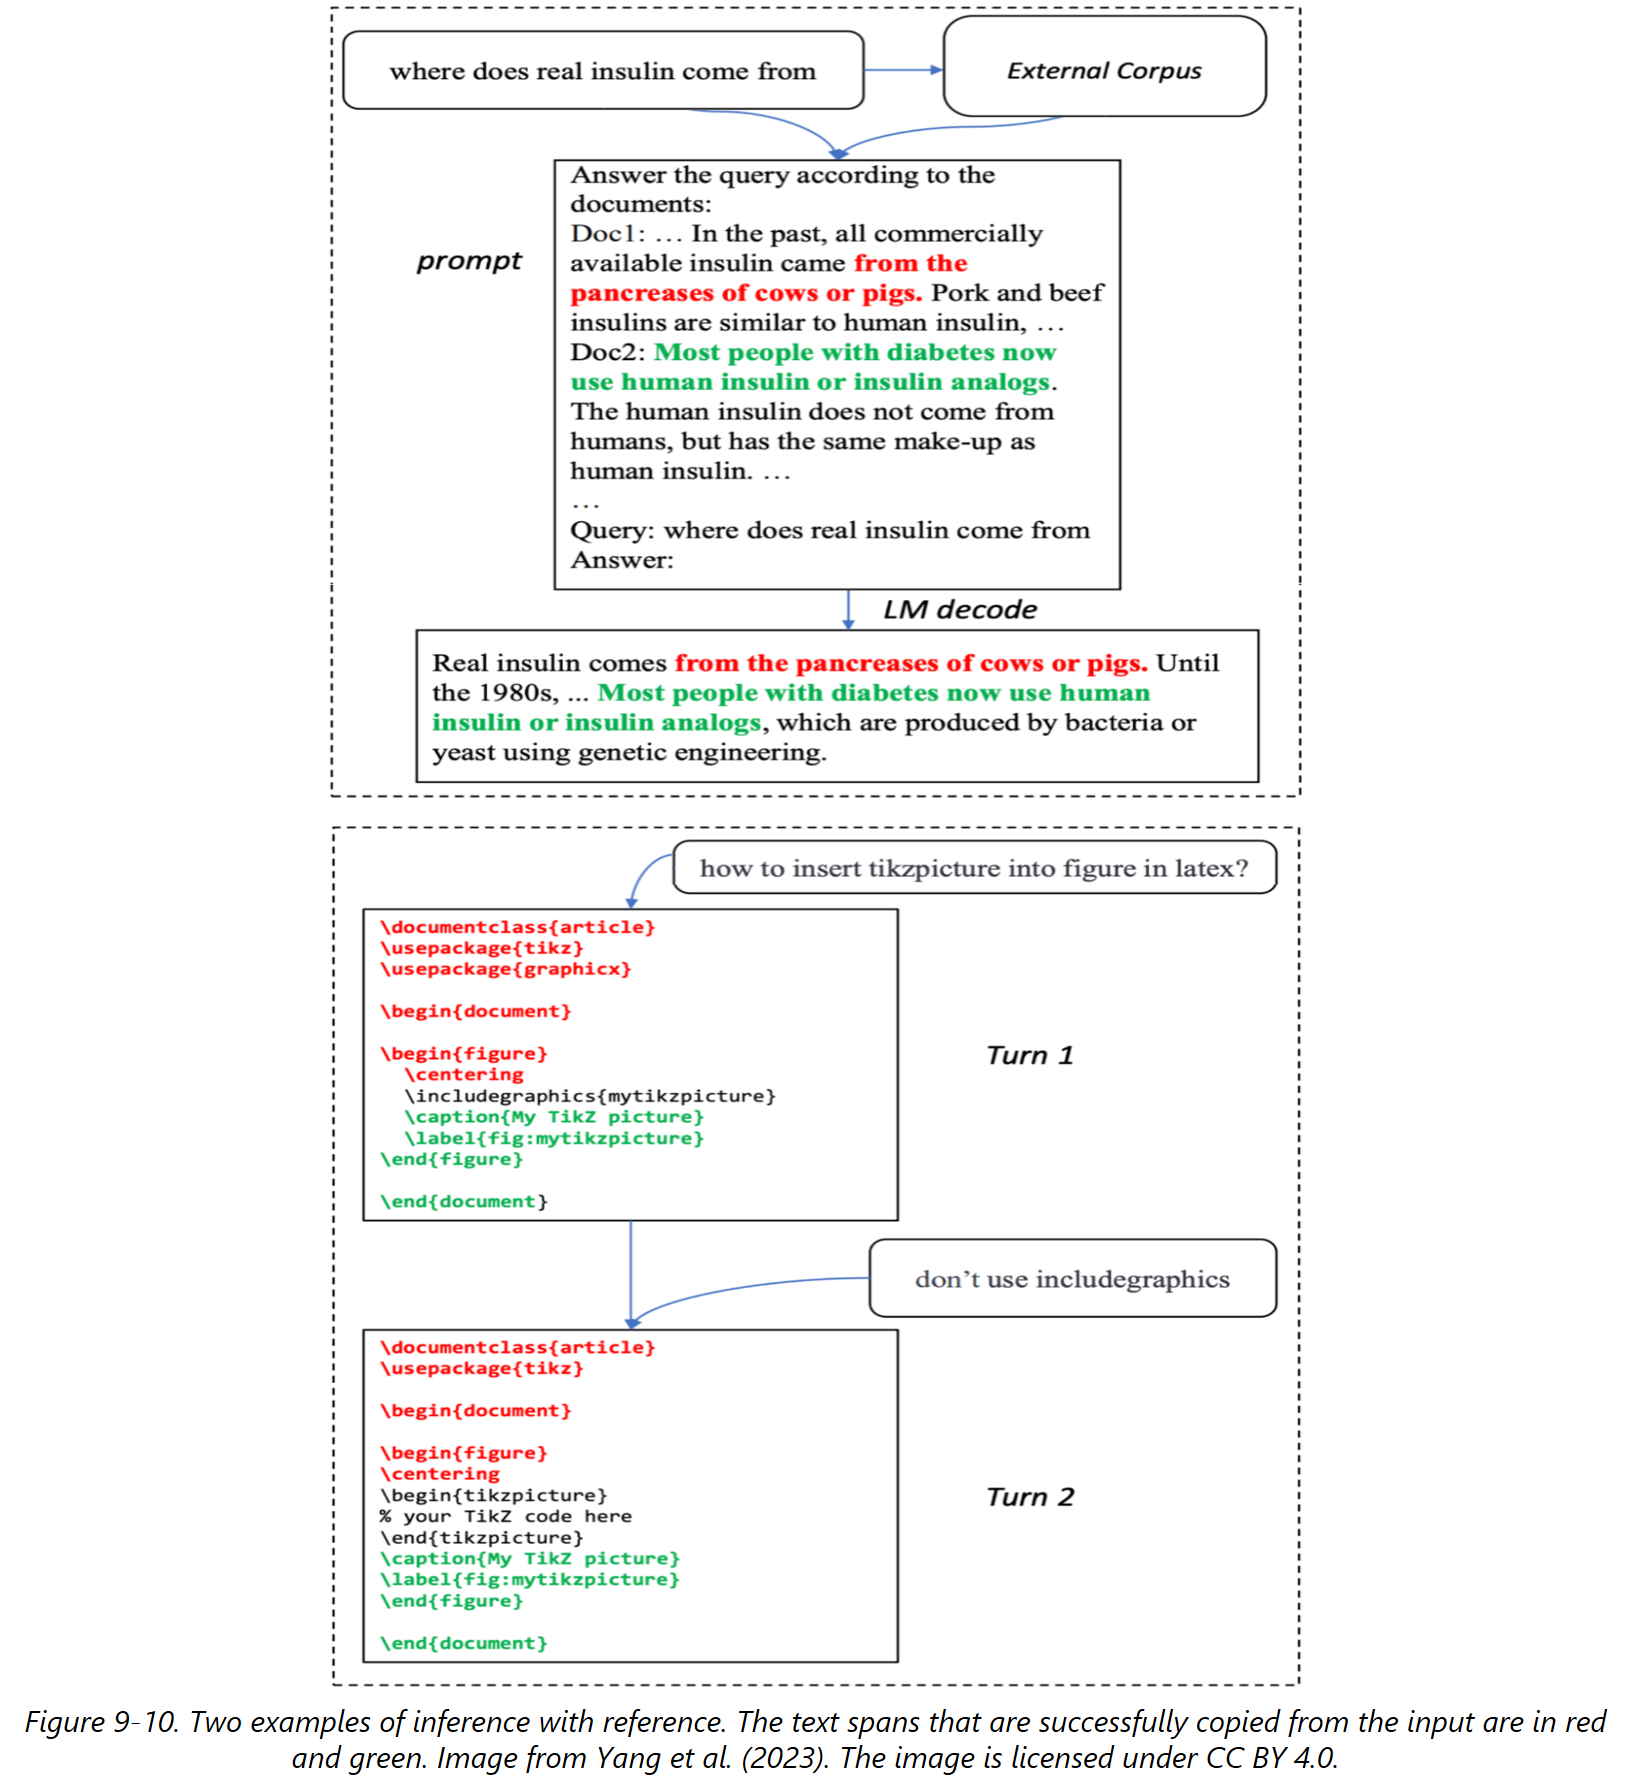 where does real insulin come from
External Corpus
prompt
Answer the query according to the
documents:
Doc1: … In the past, all commercially
available insulin came from the
pancreases of cows or pigs. Pork and beef
insulins are similar to human insulin, …
Doc2: Most people with diabetes now
use human insulin or insulin analogs.
The human insulin does not come from
humans, but has the same make-up as
human insulin. …
…
Query: where does real insulin come from
Answer:
LM decode
Real insulin comes from the pancreases of cows or pigs. Until
the 1980s, ... Most people with diabetes now use human
insulin or insulin analogs, which are produced by bacteria or
yeast using genetic engineering.
how to insert tikzpicture into figure in latex?
\documentclass{article}
\usepackage{tikz}
\usepackage{graphicx}
\begin{document}
\begin{figure}
\centering
\includegraphics{mytikzpicture}
\caption{My TikZ picture}
\label{fig:mytikzpicture}
\end{figure}
\end{document}
Turn 1
don’t use includegraphics
\documentclass{article}
\usepackage{tikz}
\begin{document}
\begin{figure}
\centering
\begin{tikzpicture}
% your TikZ code here
\end{tikzpicture}
\caption{My TikZ picture}
\label{fig:mytikzpicture}
\end{figure}
\end{document}
Turn 2
Figure 9-10. Two examples of inference with reference. The text spans that are successfully copied from the input are in red
and green. Image from Yang et al. (2023). The image is licensed under CC BY 4.0.